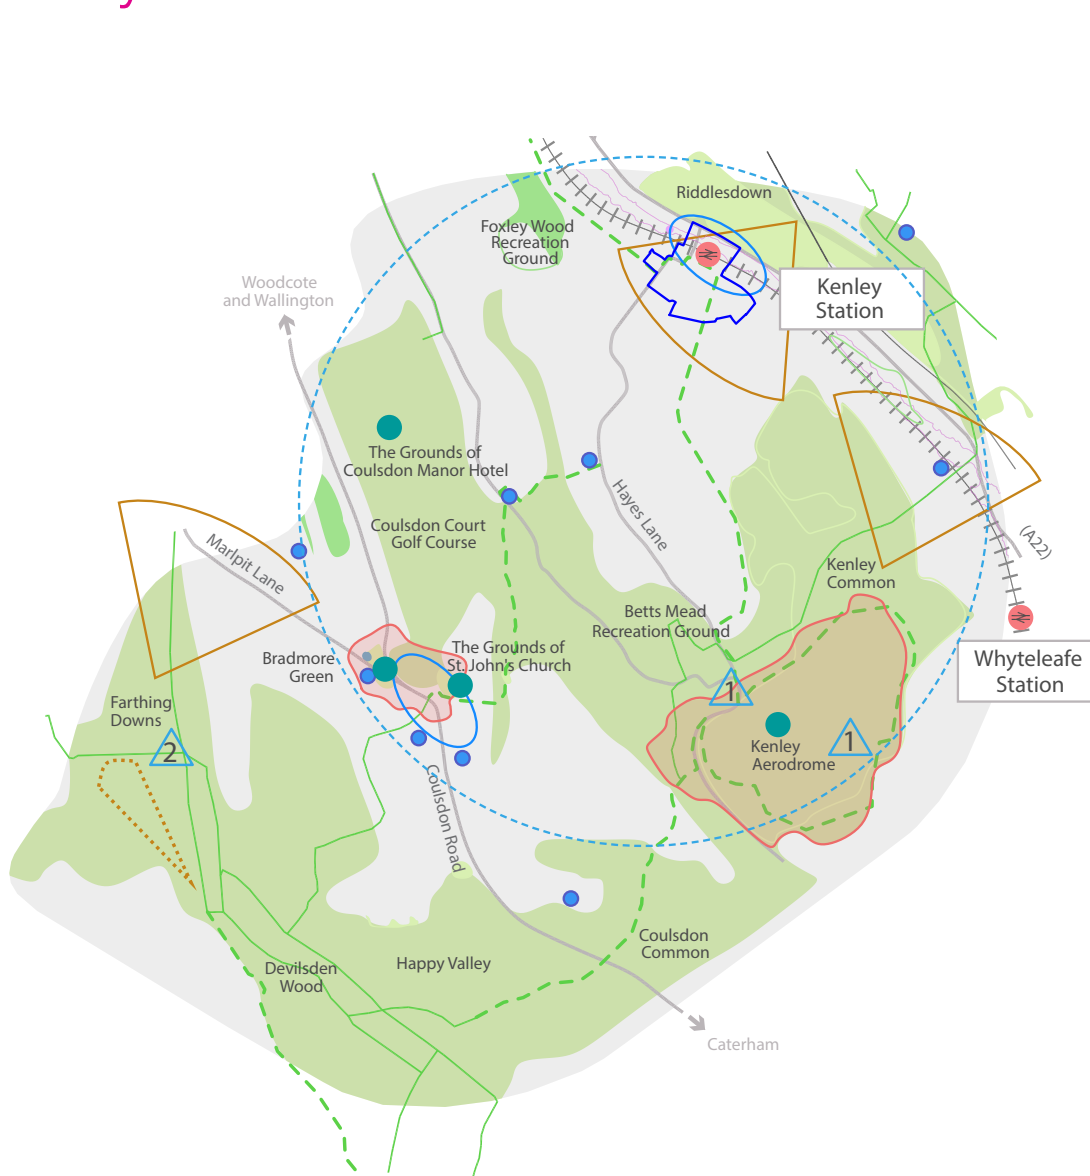 Riddlesdown
Foxley Wood
Recreation
Ground
Woodcote
and Wallington
Kenley
Station
The Grounds of
Coulsdon Manor Hotel
Coulsdon Court
Golf Course
Hayes Lane
Marlpit Lane
(A22)
Kenley
Common
Betts Mead
Recreation Ground
Bradmore
Green
The Grounds of
St.John's Church
Whyteleafe
Station
Farthing
Downs
1
2
1
Kenley
Aerodrome
Coulsdon Road
Coulsdon
Common
Happy Valley
Devilsden
Wood
Caterham